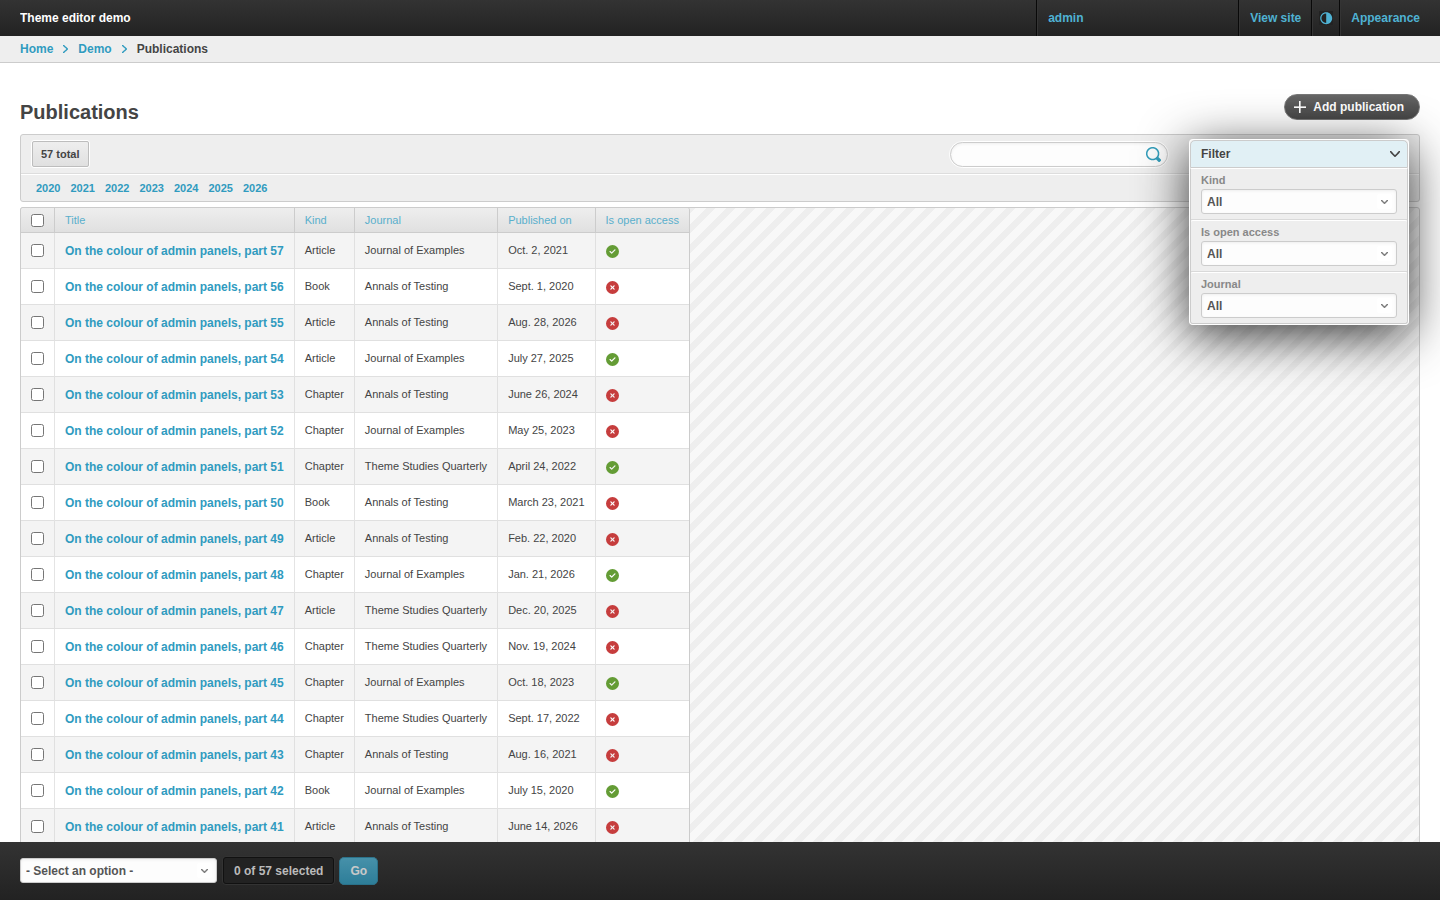 Theme editor demo admin View site Appearance
Home Demo Publications
Publications
Add publication
57 total
Filter
Kind
All
Is open access
All
Journal
All
2020 2021 2022 2023 2024 2025 2026
Title Kind Journal Published on Is open access
On the colour of admin panels, part 57 Article Journal of Examples Oct. 2, 2021
On the colour of admin panels, part 56 Book Annals of Testing Sept. 1, 2020
On the colour of admin panels, part 55 Article Annals of Testing Aug. 28, 2026
On the colour of admin panels, part 54 Article Journal of Examples July 27, 2025
On the colour of admin panels, part 53 Chapter Annals of Testing June 26, 2024
On the colour of admin panels, part 52 Chapter Journal of Examples May 25, 2023
On the colour of admin panels, part 51 Chapter Theme Studies Quarterly April 24, 2022
On the colour of admin panels, part 50 Book Annals of Testing March 23, 2021
On the colour of admin panels, part 49 Article Annals of Testing Feb. 22, 2020
On the colour of admin panels, part 48 Chapter Journal of Examples Jan. 21, 2026
On the colour of admin panels, part 47 Article Theme Studies Quarterly Dec. 20, 2025
On the colour of admin panels, part 46 Chapter Theme Studies Quarterly Nov. 19, 2024
On the colour of admin panels, part 45 Chapter Journal of Examples Oct. 18, 2023
On the colour of admin panels, part 44 Chapter Theme Studies Quarterly Sept. 17, 2022
On the colour of admin panels, part 43 Chapter Annals of Testing Aug. 16, 2021
On the colour of admin panels, part 42 Book Journal of Examples July 15, 2020
On the colour of admin panels, part 41 Article Annals of Testing June 14, 2026
- Select an option - 0 of 57 selected Go